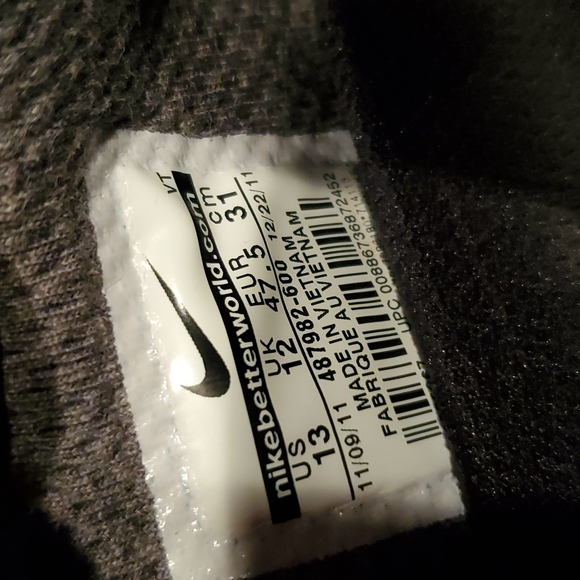 VT
nikebetterworld.com
US UK EUR cm
13 12 47.5 31
11/09/11 487982-600 12/22/11
MADE IN VIETNAM
FABRIQUE AU VIETNAM
UPC